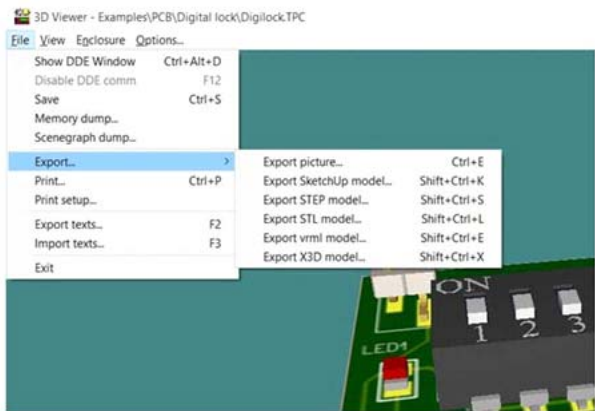 3D Viewer - Examples\PCB\Digital lock\Digilock.TPC
File View Enclosure Options...
Show DDE Window Ctrl+Alt+D
Disable DDE comm F12
Save Ctrl+S
Memory dump...
Scenegraph dump...
Export... >
Print... Ctrl+P
Print setup...
Export texts... F2
Import texts... F3
Exit
Export picture... Ctrl+E
Export SketchUp model... Shift+Ctrl+K
Export STEP model... Shift+Ctrl+S
Export STL model... Shift+Ctrl+L
Export vrml model... Shift+Ctrl+E
Export X3D model... Shift+Ctrl+X
ON
1 2 3
LED1